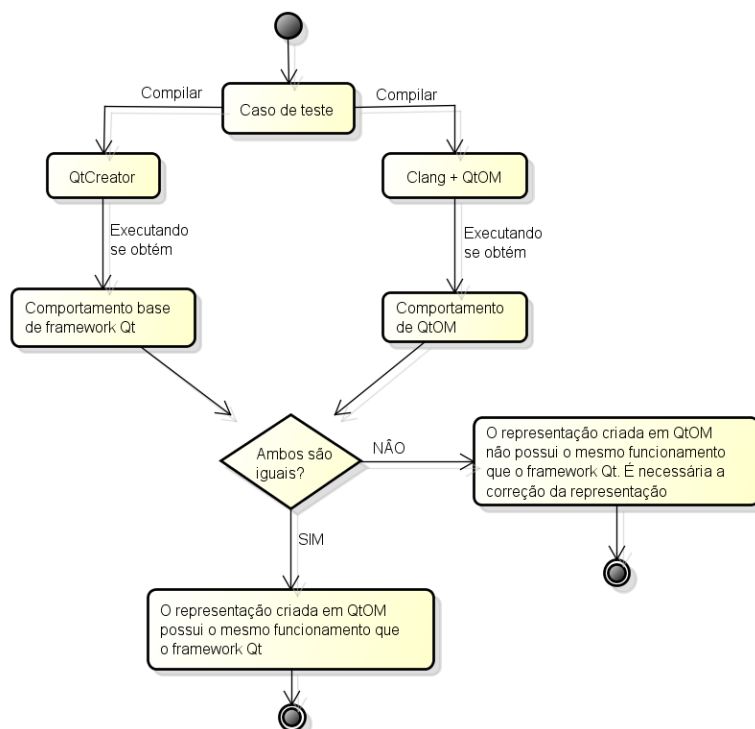 Compilar
Caso de teste
Compilar
QtCreator
Clang + QtOM
Executando
se obtém
Executando
se obtém
Comportamento base
de framework Qt
Comportamento
de QtOM
Ambos são
iguais?
NÂO
O representação criada em QtOM
não possui o mesmo funcionamento
que o framework Qt. É necessária a
correção da representação
SIM
O representação criada em QtOM
possui o mesmo funcionamento que
o framework Qt